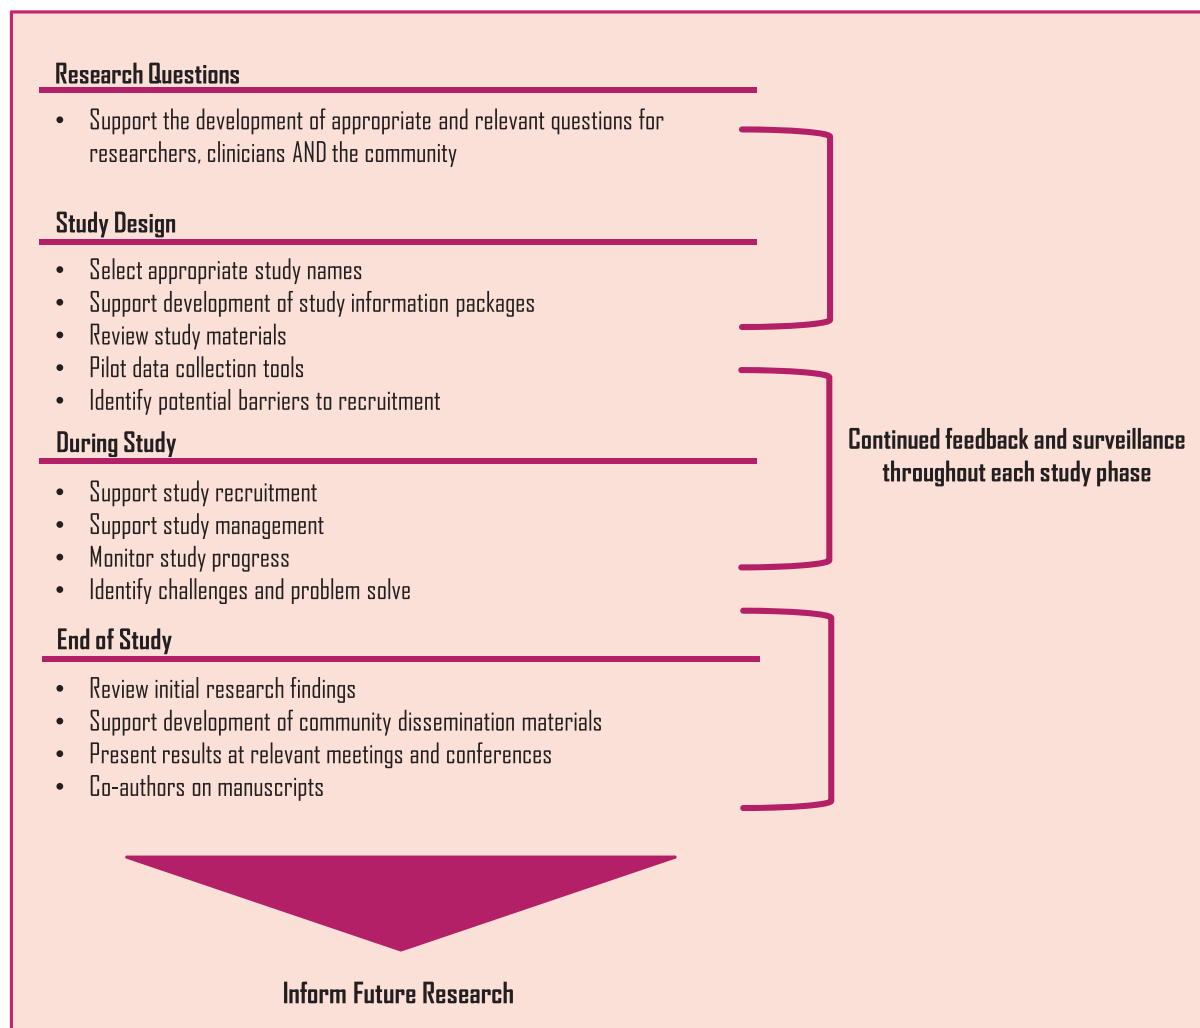 Research Questions
• Support the development of appropriate and relevant questions for
researchers, clinicians AND the community
Study Design
• Select appropriate study names
• Support development of study information packages
• Review study materials
• Pilot data collection tools
• Identify potential barriers to recruitment
During Study
• Support study recruitment
• Support study management
• Monitor study progress
• Identify challenges and problem solve
End of Study
• Review initial research findings
• Support development of community dissemination materials
• Present results at relevant meetings and conferences
• Co-authors on manuscripts
Continued feedback and surveillance
throughout each study phase
Inform Future Research